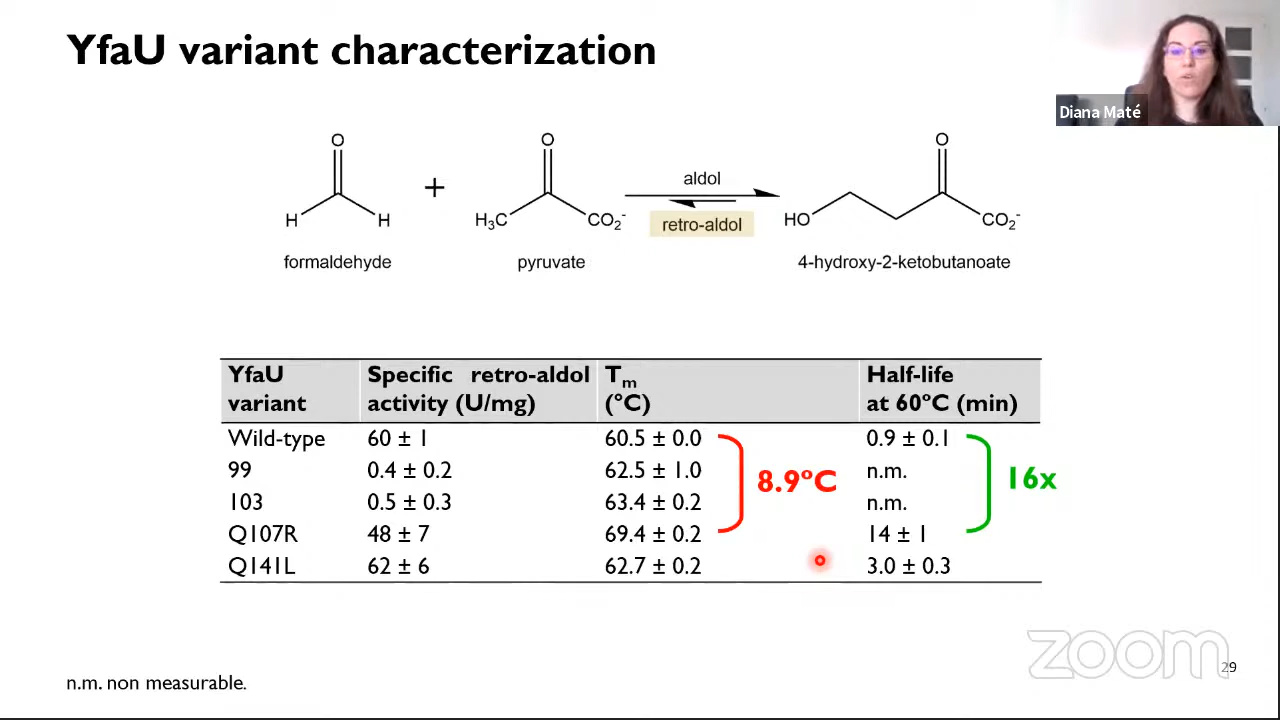 YfaU variant characterization
Diana Maté
O
H
H
formaldehyde
+
O
H₃C
CO₂⁻
pyruvate
aldol
retro-aldol
O
HO
CO₂⁻
4-hydroxy-2-ketobutanoate
YfaU variant Specific retro-aldol activity (U/mg) Tₘ (°C) Half-life at 60°C (min)
Wild-type 60 ± 1 60.5 ± 0.0 0.9 ± 0.1
99 0.4 ± 0.2 62.5 ± 1.0 n.m.
103 0.5 ± 0.3 63.4 ± 0.2 n.m.
Q107R 48 ± 7 69.4 ± 0.2 14 ± 1
Q141L 62 ± 6 62.7 ± 0.2 3.0 ± 0.3
8.9°C
16x
zoom
29
n.m. non measurable.